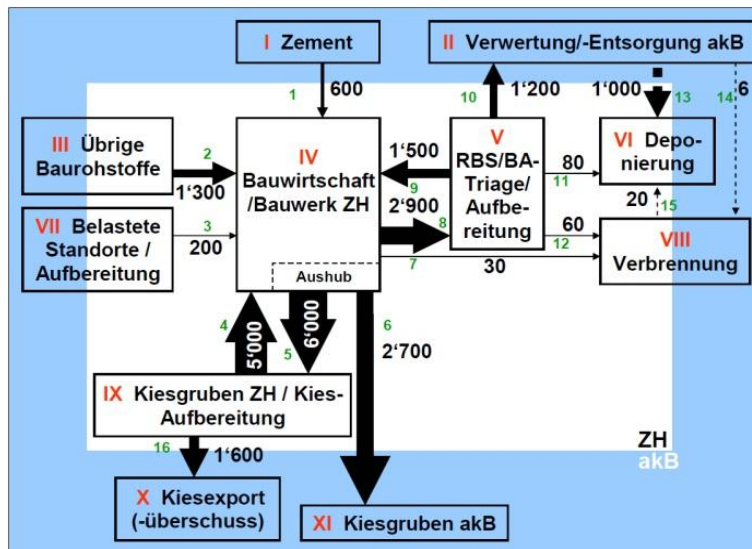 I Zement
II Verwertung/-Entsorgung akB
1
600
10
1‘200
1‘000
13
14
6
III Übrige
Baurohstoffe
2
1‘300
IV
Bauwirtschaft
/Bauwerk ZH
1‘500
9
2‘900
8
V
RBS/BA-
Triage/
Aufbe-
reitung
80
11
VI Depo-
nierung
20
15
VII Belastete
Standorte /
Aufbereitung
3
200
60
12
VIII
Verbrennung
7
30
Aushub
4
5‘000
5
6‘000
6
2‘700
IX Kiesgruben ZH / Kies-
Aufbereitung
16
1‘600
ZH
akB
X Kiesexport
(-überschuss)
XI Kiesgruben akB